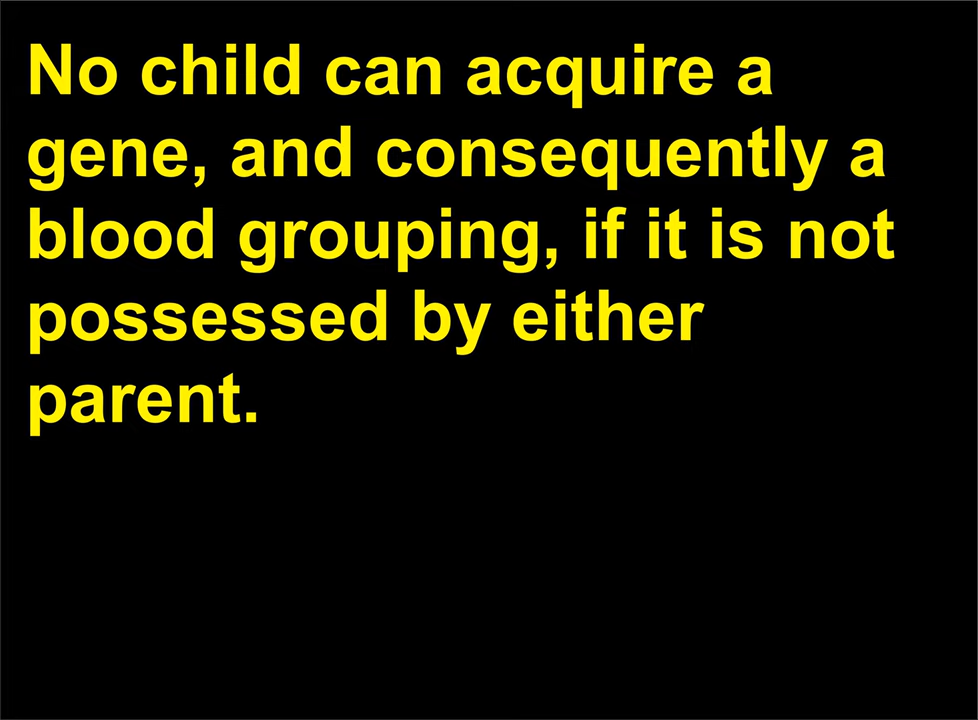 No child can acquire a
gene, and consequently a
blood grouping, if it is not
possessed by either
parent.